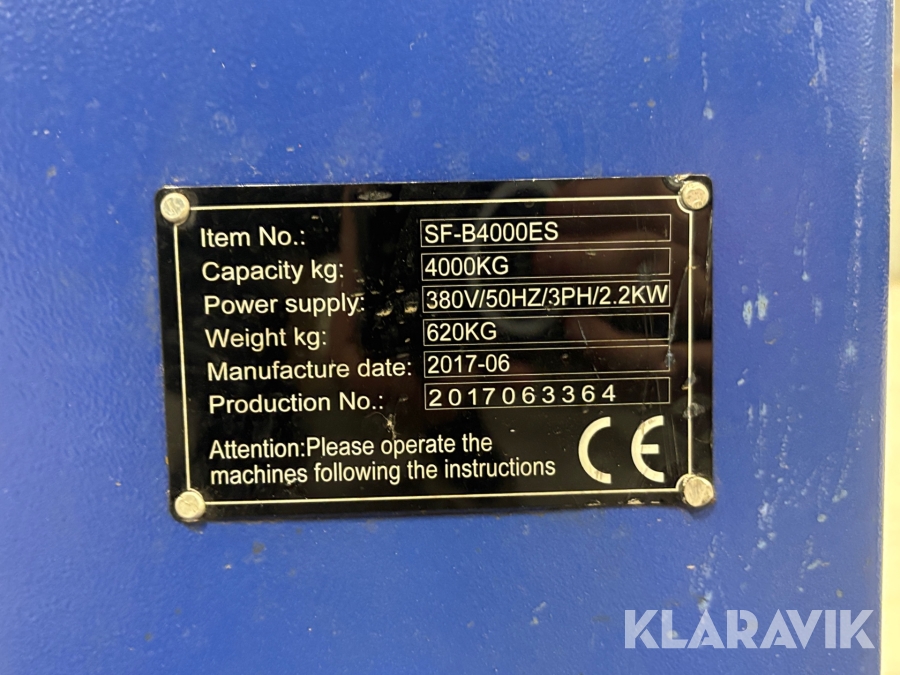 Item No.: SF-B4000ES
Capacity kg: 4000KG
Power supply: 380V/50HZ/3PH/2.2KW
Weight kg: 620KG
Manufacture date: 2017-06
Production No.: 2017063364
Attention:Please operate the
machines following the instructions
CE
KLARAVIK